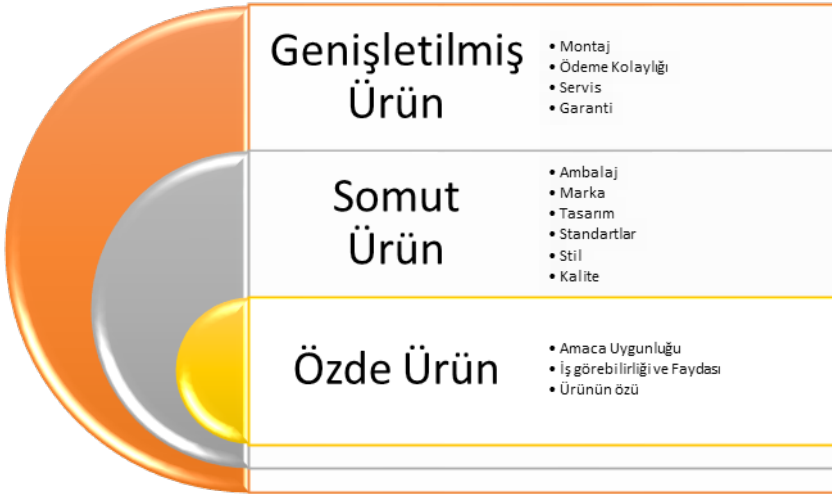 Genişletilmiş
Ürün
• Montaj
• Ödeme Kolaylığı
• Servis
• Garanti
Somut
Ürün
• Ambalaj
• Marka
• Tasarım
• Standartlar
• Stil
• Kalite
Özde Ürün
• Amaca Uygunluğu
• İş görebilirliği ve Faydası
• Ürünün özü